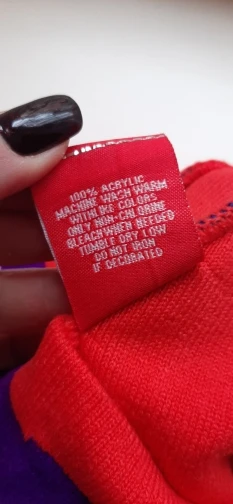 100% ACRYLIC
MACHINE WASH WARM
WITH LIKE COLORS
ONLY NON-CHLORINE
BLEACH WHEN NEEDED
TUMBLE DRY LOW
DO NOT IRON
IF DECORATED